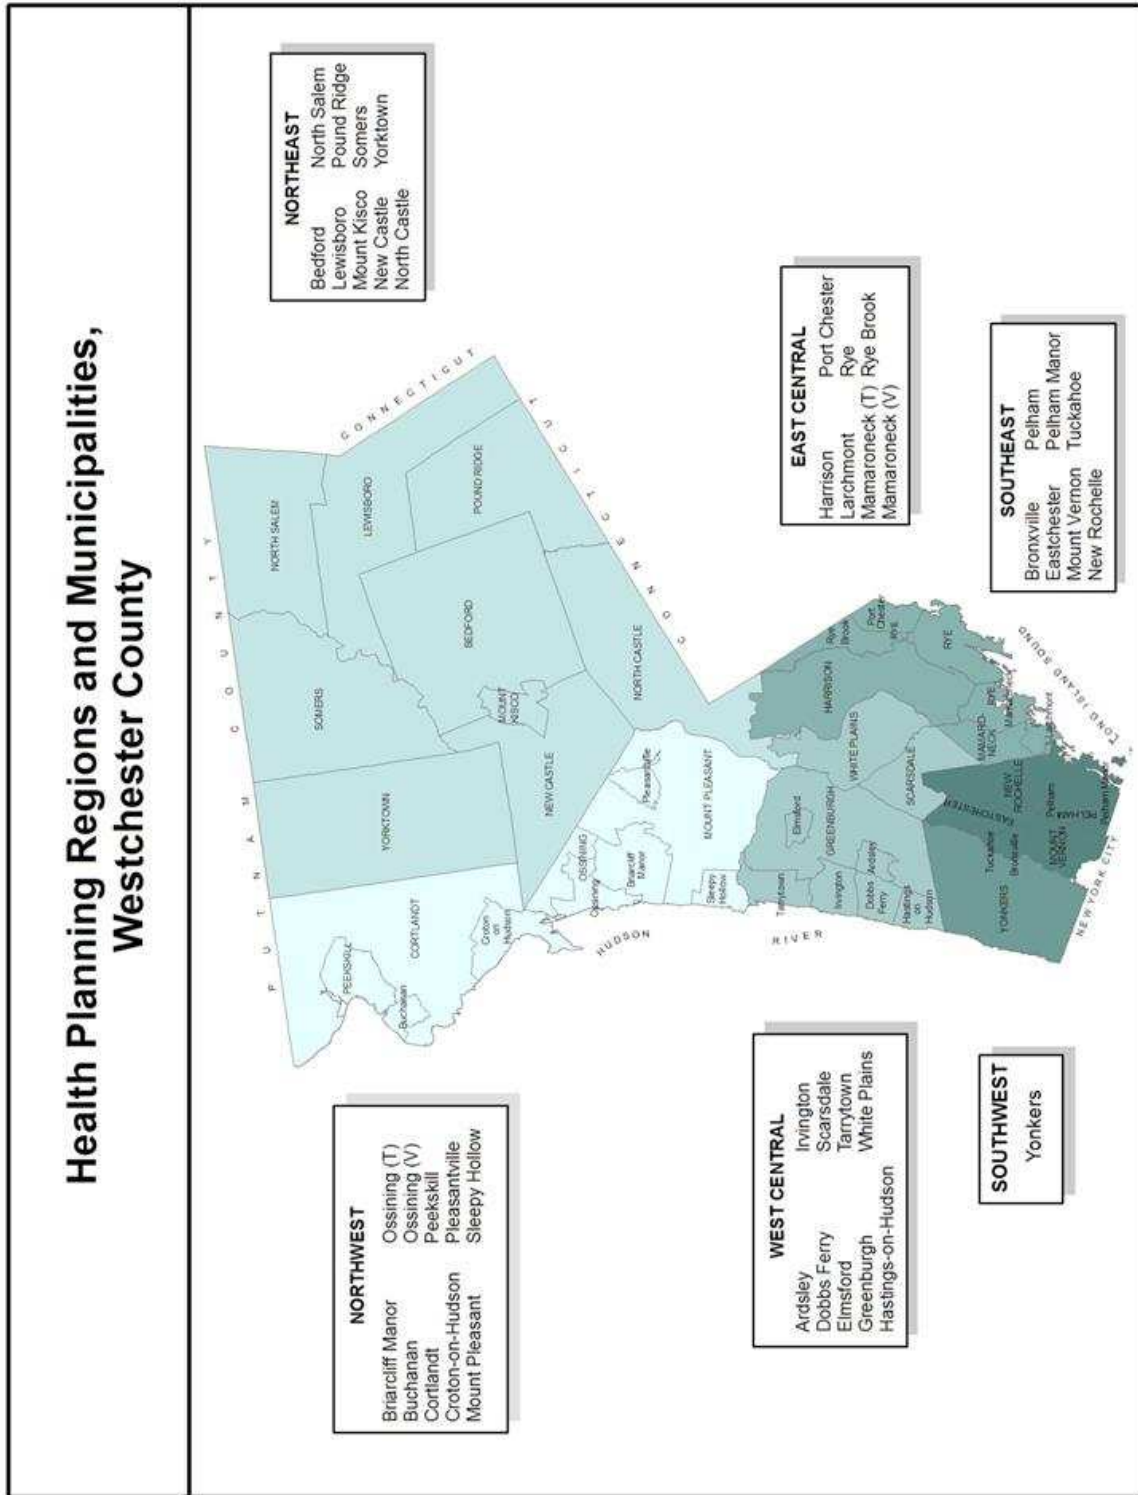 Health Planning Regions and Municipalities,
Westchester County
NORTHWEST
Briarcliff Manor Ossining (T)
Buchanan Ossining (V)
Cortlandt Peekskill
Croton-on-Hudson Pleasantville
Mount Pleasant Sleepy Hollow
NORTHEAST
Bedford North Salem
Lewisboro Pound Ridge
Mount Kisco Somers
New Castle Yorktown
North Castle
WEST CENTRAL
Ardsley Irvington
Dobbs Ferry Scarsdale
Elmsford Tarrytown
Greenburgh White Plains
Hastings-on-Hudson
EAST CENTRAL
Harrison Port Chester
Larchmont Rye
Mamaroneck (T) Rye Brook
Mamaroneck (V)
SOUTHWEST
Yonkers
SOUTHEAST
Bronxville Pelham
Eastchester Pelham Manor
Mount Vernon Tuckahoe
New Rochelle
PUTNAM COUNTY
CONNECTICUT
CONNECTICUT
NORTH SALEM
SOMERS
YORKTOWN
LEWISBORO
PEEKSKILL
CORTLANDT
Buchanan
BEDFORD
POUND RIDGE
MOUNT
KISCO
Croton
on
Hudson
NEW CASTLE
OSSINING
Ossining
Briarcliff
Manor
Pleasantville
NORTH CASTLE
HUDSON
RIVER
MOUNT PLEASANT
Sleepy
Hollow
Tarrytown
Elmsford
GREENBURGH
Irvington
Dobbs
Ferry
Ardsley
Hastings
on
Hudson
WHITE PLAINS
HARRISON
Rye
Brook
Port
Chester
RYE
RYE
SCARSDALE
MAMARO-
NECK
RYE
Mamaroneck
Larchmont
YONKERS
Tuckahoe
Bronxville
EASTCHESTER
NEW
ROCHELLE
MOUNT
VERNON
Pelham
PELHAM
Pelham Manor
NEW YORK CITY
LONG ISLAND SOUND